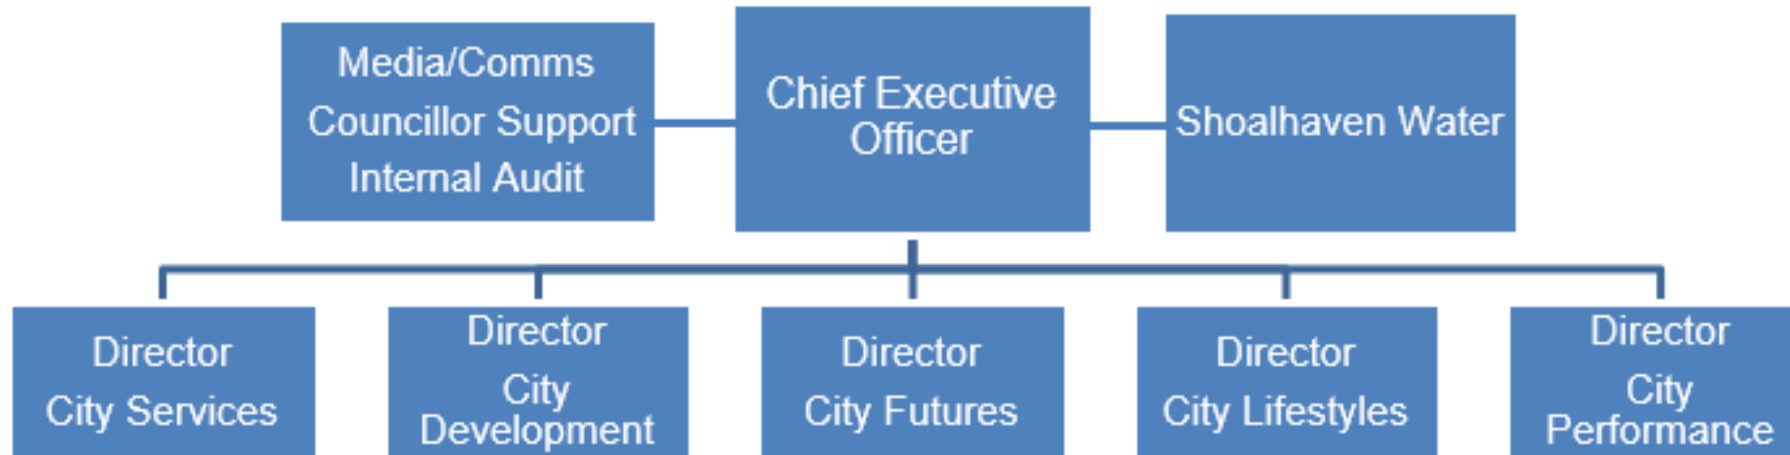 Media/Comms
Councillor Support
Internal Audit
Chief Executive
Officer
Shoalhaven Water
Director
City Services
Director
City
Development
Director
City Futures
Director
City Lifestyles
Director
City
Performance